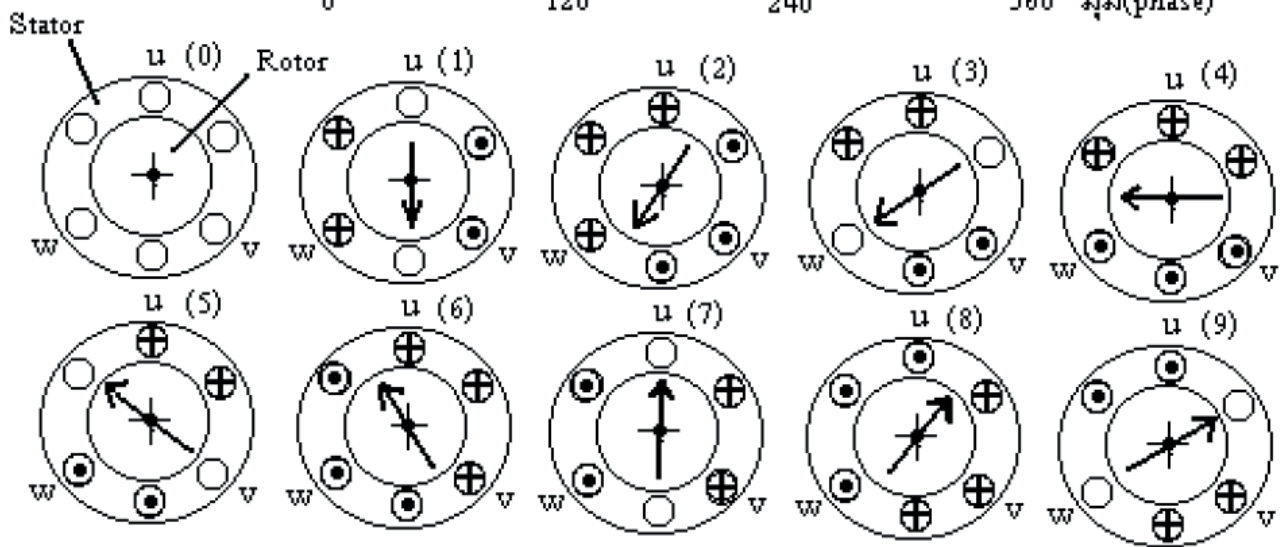 0 120 240 360 มุม(phase)
Stator
u (0) Rotor u (1) u (2) u (3) u (4)
w v w v w v w v
u (5) u (6) u (7) u (8) u (9)
w v w v w v w v w v